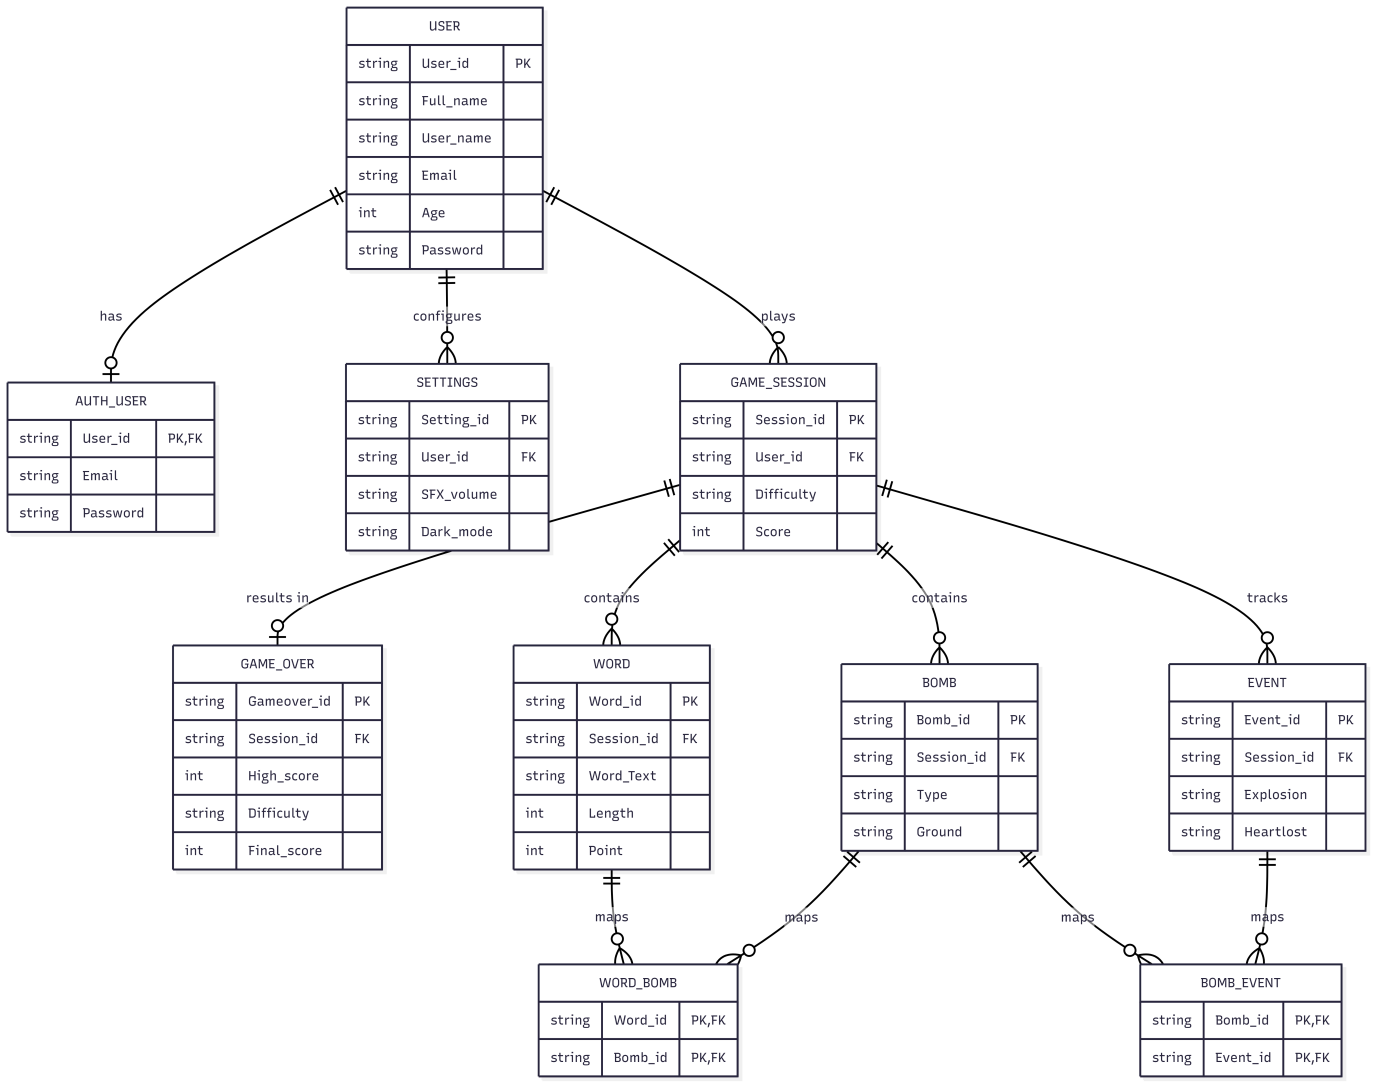 USER
string User_id PK
string Full_name
string User_name
string Email
int Age
string Password
has
configures
plays
AUTH_USER
string User_id PK,FK
string Email
string Password
SETTINGS
string Setting_id PK
string User_id FK
string SFX_volume
string Dark_mode
GAME_SESSION
string Session_id PK
string User_id FK
string Difficulty
int Score
results in
contains
contains
tracks
GAME_OVER
string Gameover_id PK
string Session_id FK
int High_score
string Difficulty
int Final_score
WORD
string Word_id PK
string Session_id FK
string Word_Text
int Length
int Point
BOMB
string Bomb_id PK
string Session_id FK
string Type
string Ground
EVENT
string Event_id PK
string Session_id FK
string Explosion
string Heartlost
maps
maps
maps
maps
WORD_BOMB
string Word_id PK,FK
string Bomb_id PK,FK
BOMB_EVENT
string Bomb_id PK,FK
string Event_id PK,FK